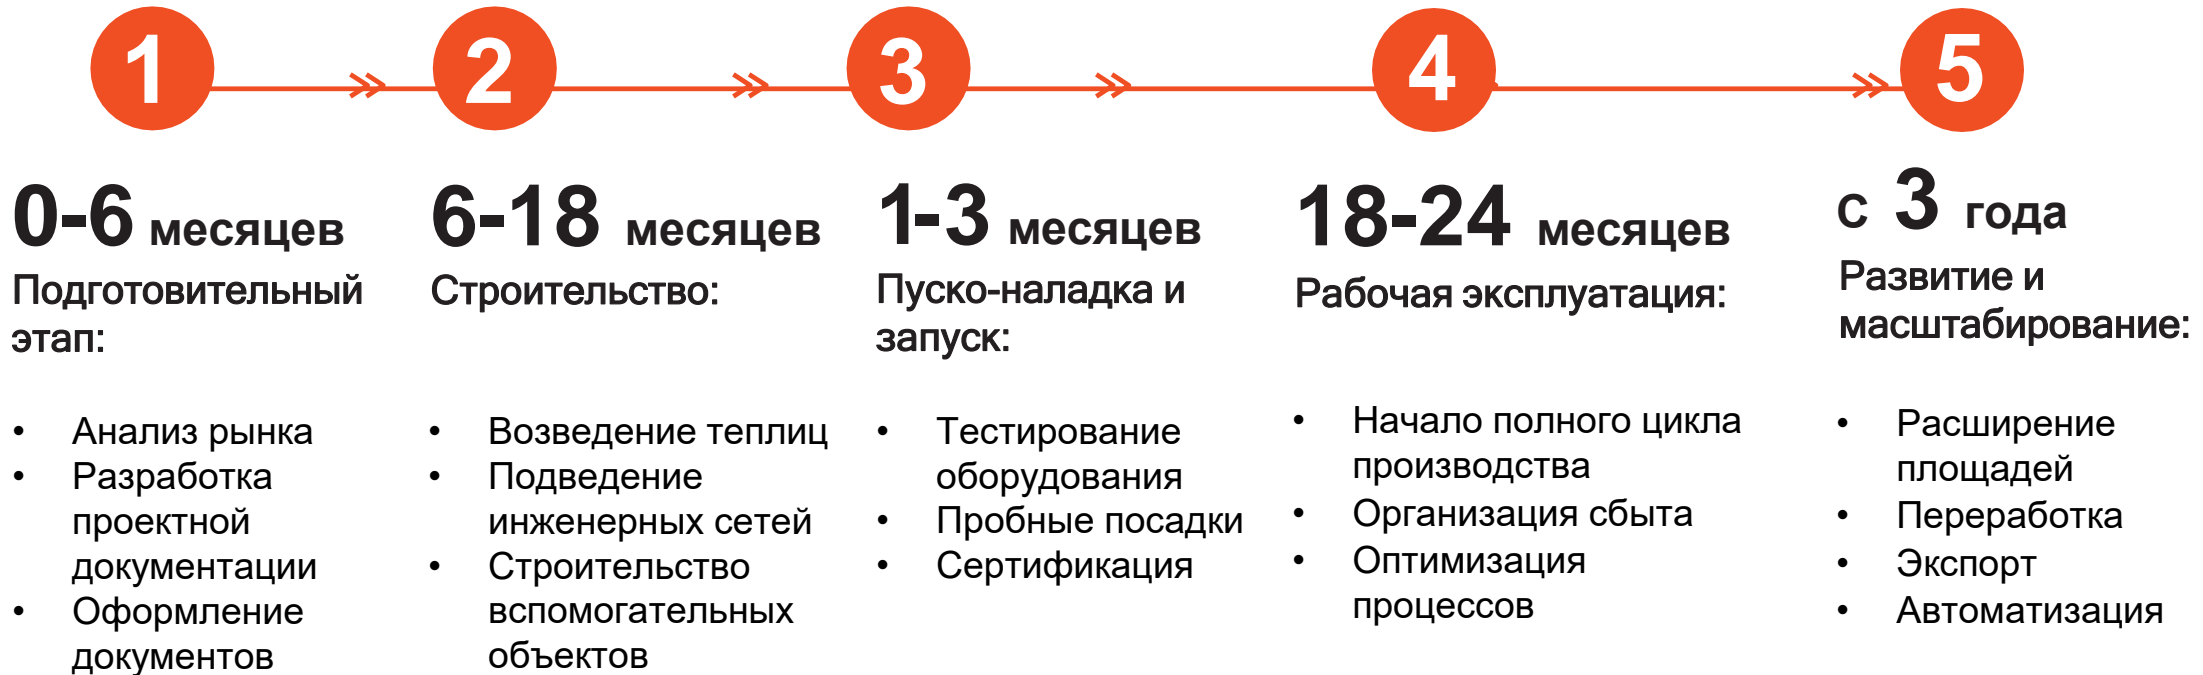 1
2
3
4
5
0-6 месяцев
Подготовительный
этап:
• Анализ рынка
• Разработка
проектной
документации
• Оформление
документов
6-18 месяцев
Строительство:
• Возведение теплиц
• Подведение
инженерных сетей
• Строительство
вспомогательных
объектов
1-3 месяцев
Пуско-наладка и
запуск:
• Тестирование
оборудования
• Пробные посадки
• Сертификация
18-24 месяцев
Рабочая эксплуатация:
• Начало полного цикла
производства
• Организация сбыта
• Оптимизация
процессов
с 3 года
Развитие и
масштабирование:
• Расширение
площадей
• Переработка
• Экспорт
• Автоматизация